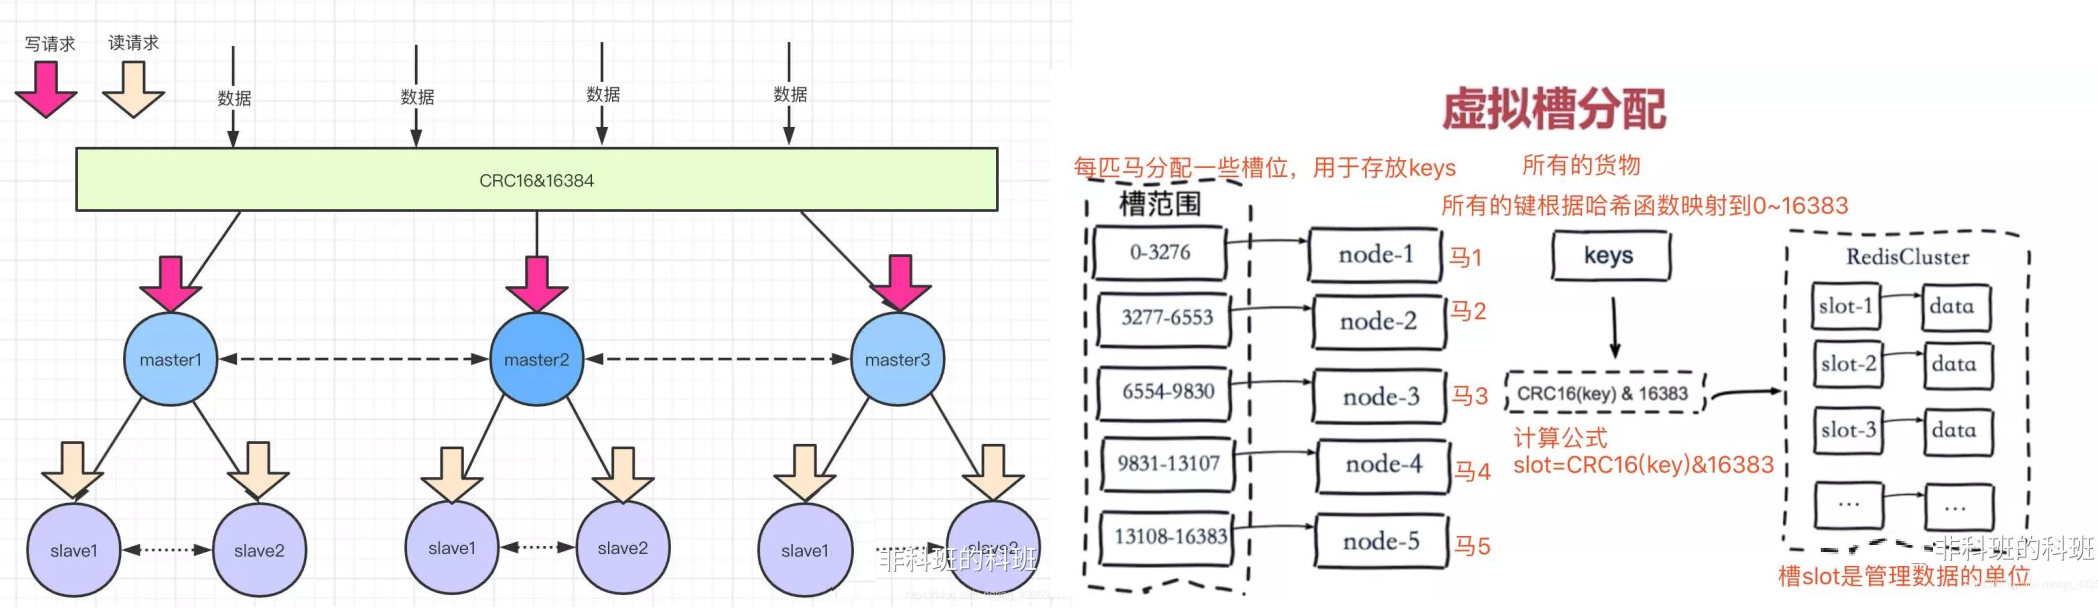 写请求
读请求
数据
数据
数据
数据
CRC16&16384
master1
master2
master3
slave1
slave2
slave1
slave2
slave1
slave2
非科班的科班
虚拟槽分配
每匹马分配一些槽位，用于存放keys
所有的货物
槽范围
所有的键根据哈希函数映射到0~16383
0-3276
node-1
马1
3277-6553
node-2
马2
6554-9830
node-3
马3
9831-13107
node-4
马4
13108-16383
node-5
马5
keys
CRC16(key) & 16383
计算公式
slot=CRC16(key)&16383
RedisCluster
slot-1
data
slot-2
data
slot-3
data
...
...
非科班的科班
槽slot是管理数据的单位